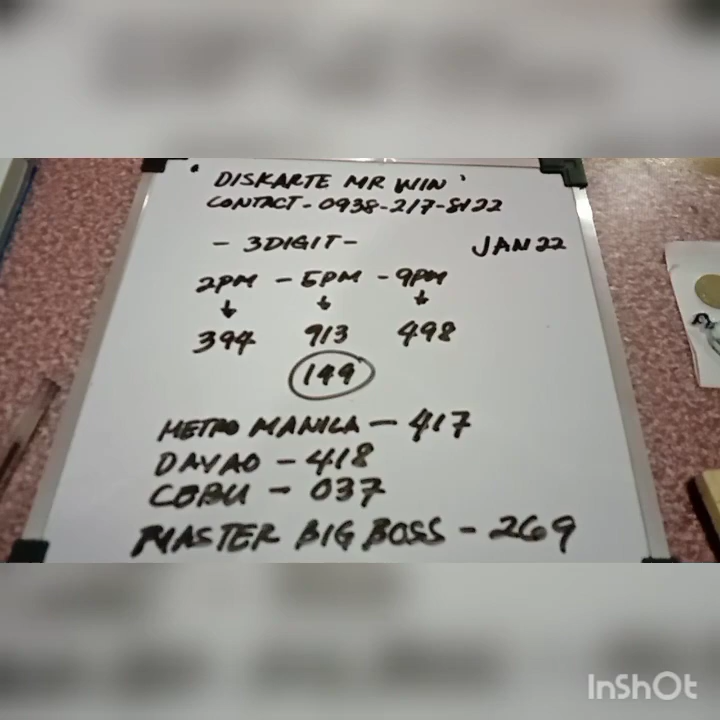 ' DISKARTE MR WIN '
CONTACT - 0938-217-8122
- 3DIGIT - JAN 22
2PM - 5PM - 9PM
↓ ↓ ↓
394 913 498
149
METRO MANILA - 417
DAVAO - 418
CEBU - 037
MASTER BIG BOSS - 269
InShOt